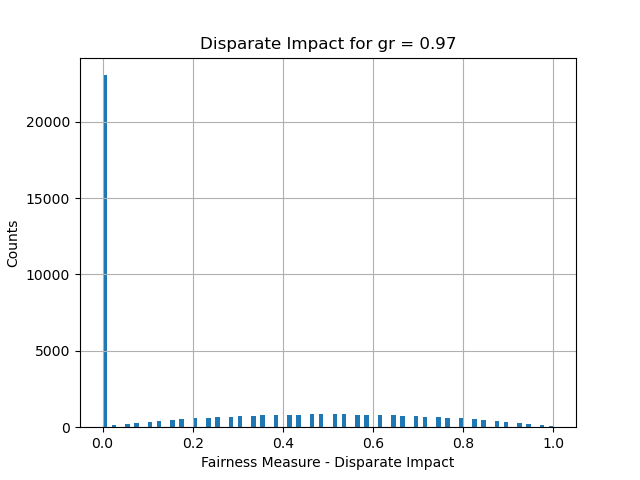 Disparate Impact for gr = 0.97
Counts
20000
15000
10000
5000
0
0.0 0.2 0.4 0.6 0.8 1.0
Fairness Measure - Disparate Impact